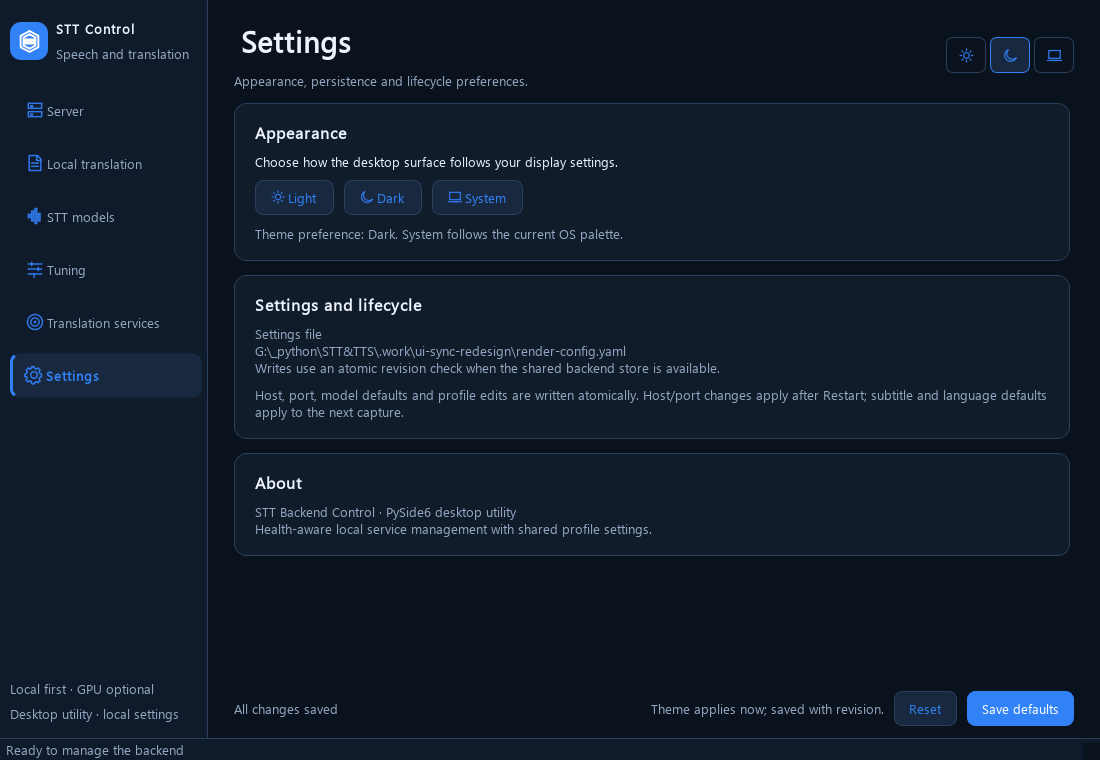 STT Control
Speech and translation
Server
Local translation
STT models
Tuning
Translation services
Settings
Local first · GPU optional
Desktop utility · local settings
Settings
Appearance, persistence and lifecycle preferences.
Appearance
Choose how the desktop surface follows your display settings.
Light Dark System
Theme preference: Dark. System follows the current OS palette.
Settings and lifecycle
Settings file
G:\_python\STT&TTS\.work\ui-sync-redesign\render-config.yaml
Writes use an atomic revision check when the shared backend store is available.
Host, port, model defaults and profile edits are written atomically. Host/port changes apply after Restart; subtitle and language defaults
apply to the next capture.
About
STT Backend Control · PySide6 desktop utility
Health-aware local service management with shared profile settings.
All changes saved
Theme applies now; saved with revision.
Reset
Save defaults
Ready to manage the backend